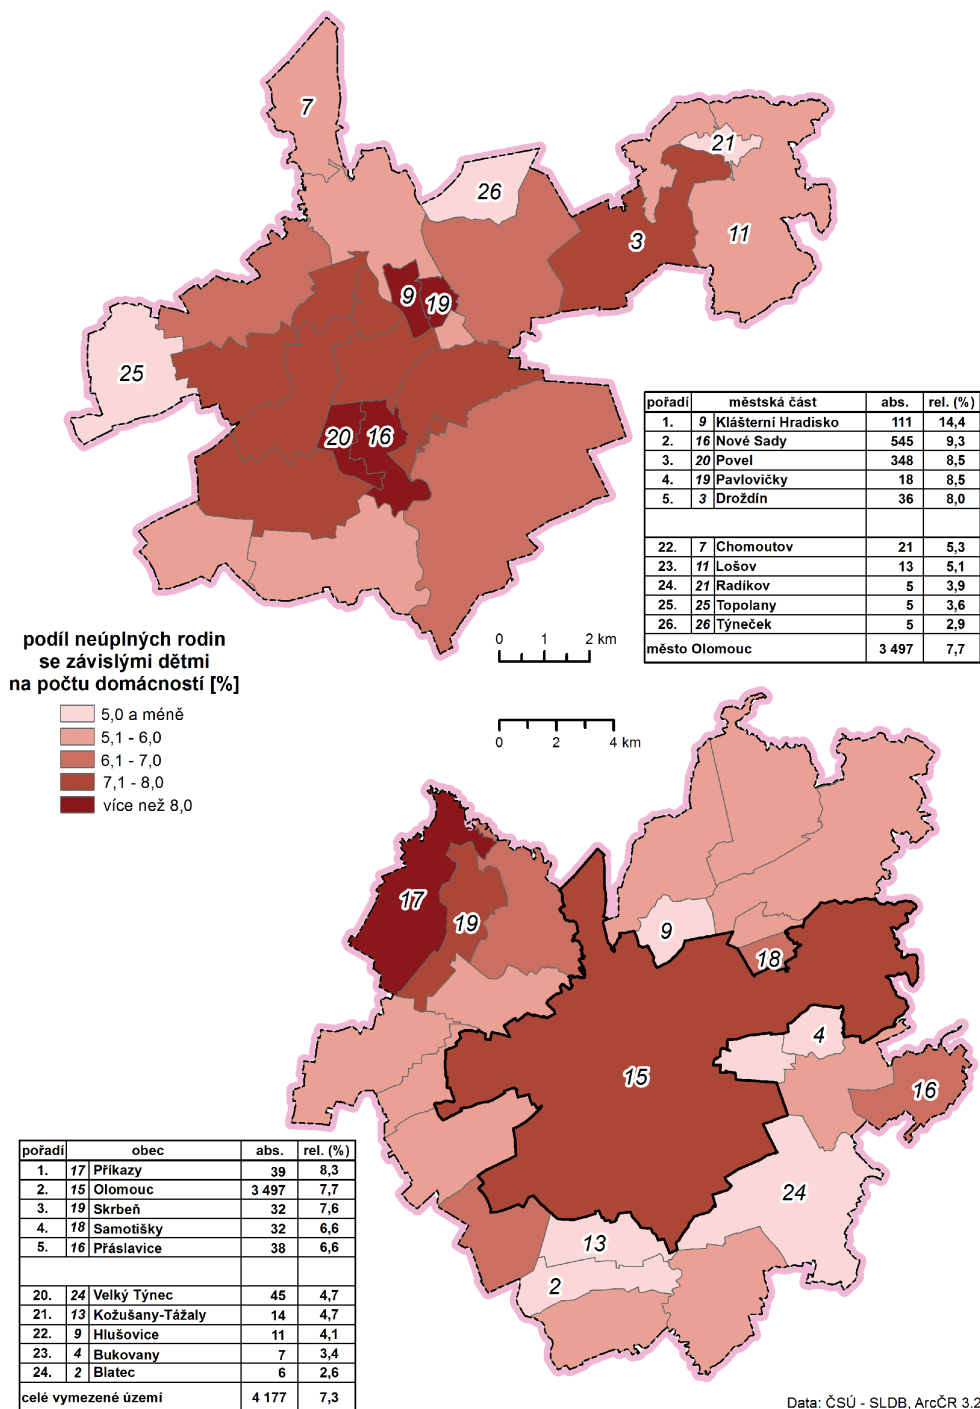 7
21
26
3
11
9
19
25
20
16
pořadí městská část abs. rel. (%)
1. 9 Klášterní Hradisko 111 14,4
2. 16 Nové Sady 545 9,3
3. 20 Povel 348 8,5
4. 19 Pavlovičky 18 8,5
5. 3 Droždín 36 8,0
22. 7 Chomoutov 21 5,3
23. 11 Lošov 13 5,1
24. 21 Radíkov 5 3,9
25. 25 Topolany 5 3,6
26. 26 Týneček 5 2,9
město Olomouc 3 497 7,7
podíl neúplných rodin
se závislými dětmi
na počtu domácností [%]
5,0 a méně
5,1 - 6,0
6,1 - 7,0
7,1 - 8,0
více než 8,0
0 1 2 km
0 2 4 km
17
19
9
18
4
15
16
24
13
2
pořadí obec abs. rel. (%)
1. 17 Příkazy 39 8,3
2. 15 Olomouc 3 497 7,7
3. 19 Skrbeň 32 7,6
4. 18 Samotišky 32 6,6
5. 16 Přáslavice 38 6,6
20. 24 Velký Týnec 45 4,7
21. 13 Kožušany-Tážaly 14 4,7
22. 9 Hlušovice 11 4,1
23. 4 Bukovany 7 3,4
24. 2 Blatec 6 2,6
celé vymezené území 4 177 7,3
Data: ČSÚ - SLDB, ArcČR 3.2